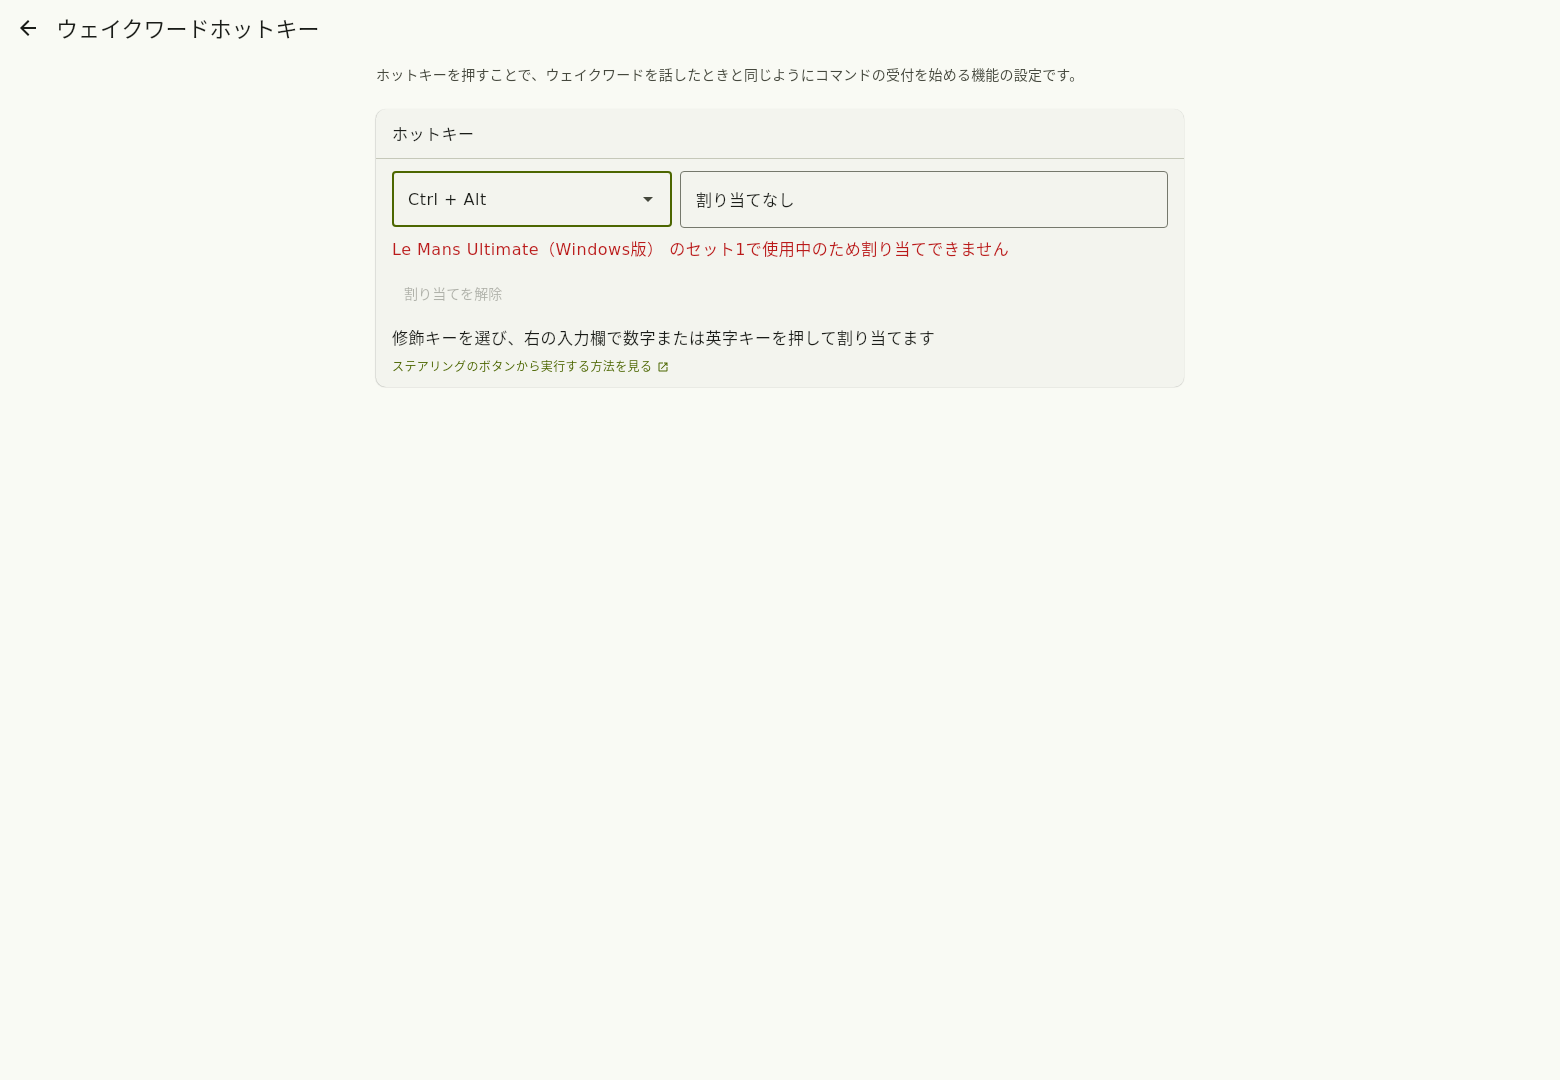 ウェイクワードホットキー
ホットキーを押すことで、ウェイクワードを話したときと同じようにコマンドの受付を始める機能の設定です。
ホットキー
Ctrl + Alt
割り当てなし
Le Mans Ultimate（Windows版） のセット1で使用中のため割り当てできません
割り当てを解除
修飾キーを選び、右の入力欄で数字または英字キーを押して割り当てます
ステアリングのボタンから実行する方法を見る